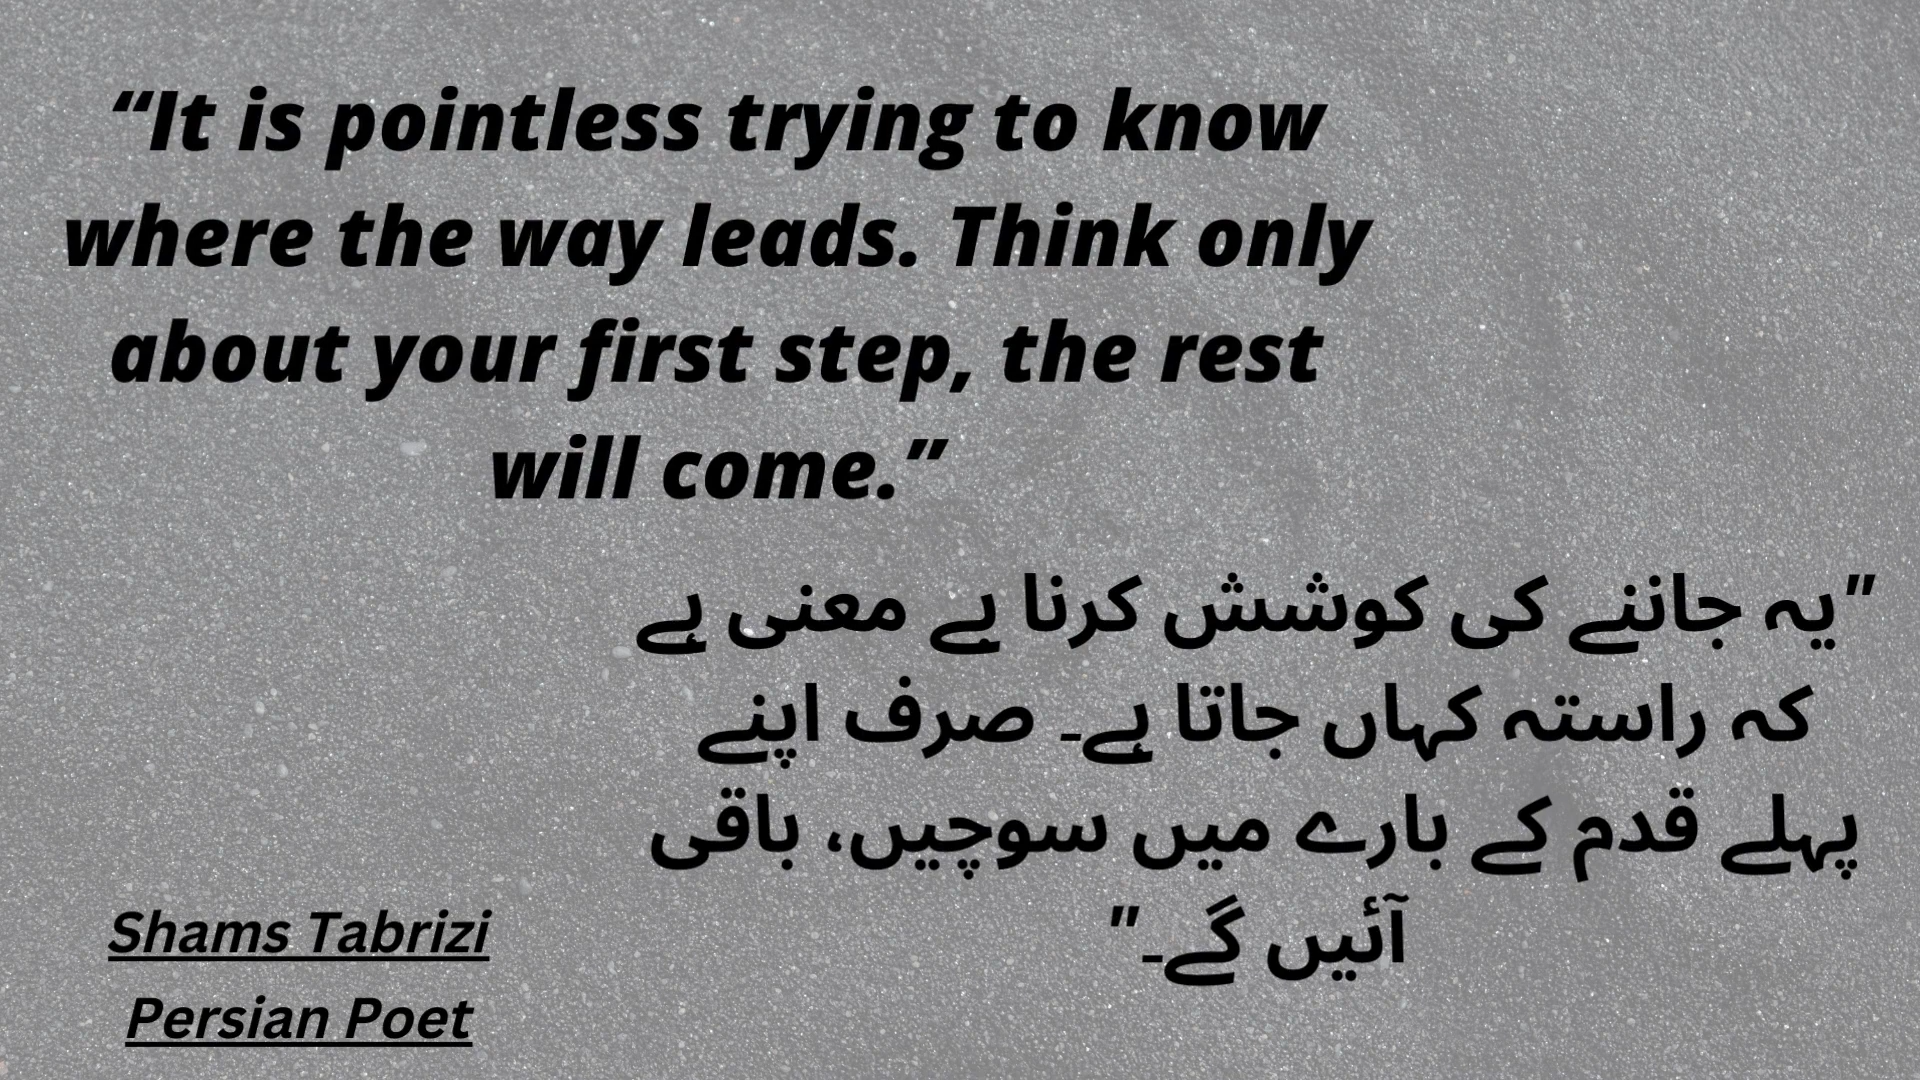 “It is pointless trying to know
where the way leads. Think only
about your first step, the rest
will come.”
"یہ جاننے کی کوشش کرنا بے معنی ہے
کہ راستہ کہاں جاتا ہے۔ صرف اپنے
پہلے قدم کے بارے میں سوچیں، باقی
آئیں گے۔"
Shams Tabrizi
Persian Poet